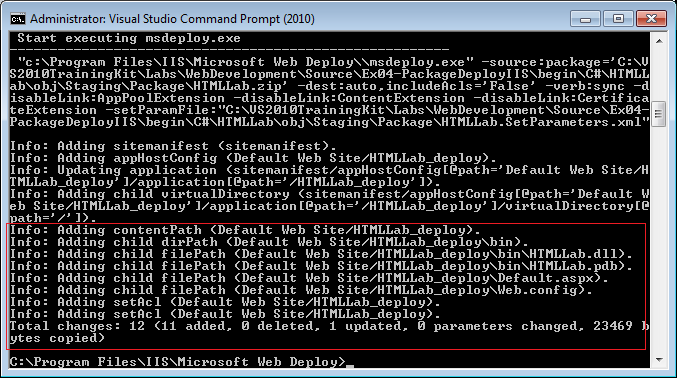 Administrator: Visual Studio Command Prompt (2010)
Start executing msdeploy.exe
-------------------------------------------------------
"c:\Program Files\IIS\Microsoft Web Deploy\\msdeploy.exe" -source:package='C:\V
S2010TrainingKit\Labs\WebDevelopment\Source\Ex04-PackageDeployIIS\begin\C#\HTMLL
ab\obj\Staging\Package\HTMLLab.zip' -dest:auto,includeAcls='False' -verb:sync -d
isableLink:AppPoolExtension -disableLink:ContentExtension -disableLink:Certifica
teExtension -setParamFile:"C:\VS2010TrainingKit\Labs\WebDevelopment\Source\Ex04-
PackageDeployIIS\begin\C#\HTMLLab\obj\Staging\Package\HTMLLab.SetParameters.xml"
Info: Adding sitemanifest (sitemanifest).
Info: Adding appHostConfig (Default Web Site/HTMLLab_deploy).
Info: Updating application (sitemanifest/appHostConfig[@path='Default Web Site/H
TMLLab_deploy']/application[@path='/HTMLLab_deploy']).
Info: Adding child virtualDirectory (sitemanifest/appHostConfig[@path='Default W
eb Site/HTMLLab_deploy']/application[@path='/HTMLLab_deploy']/virtualDirectory[@
path='/']).
Info: Adding contentPath (Default Web Site/HTMLLab_deploy).
Info: Adding child dirPath (Default Web Site/HTMLLab_deploy\bin).
Info: Adding child filePath (Default Web Site/HTMLLab_deploy\bin\HTMLLab.dll).
Info: Adding child filePath (Default Web Site/HTMLLab_deploy\bin\HTMLLab.pdb).
Info: Adding child filePath (Default Web Site/HTMLLab_deploy\Default.aspx).
Info: Adding child filePath (Default Web Site/HTMLLab_deploy\Web.config).
Info: Adding setAcl (Default Web Site/HTMLLab_deploy).
Info: Adding setAcl (Default Web Site/HTMLLab_deploy).
Total changes: 12 (11 added, 0 deleted, 1 updated, 0 parameters changed, 23469 b
ytes copied)
C:\Program Files\IIS\Microsoft Web Deploy>_